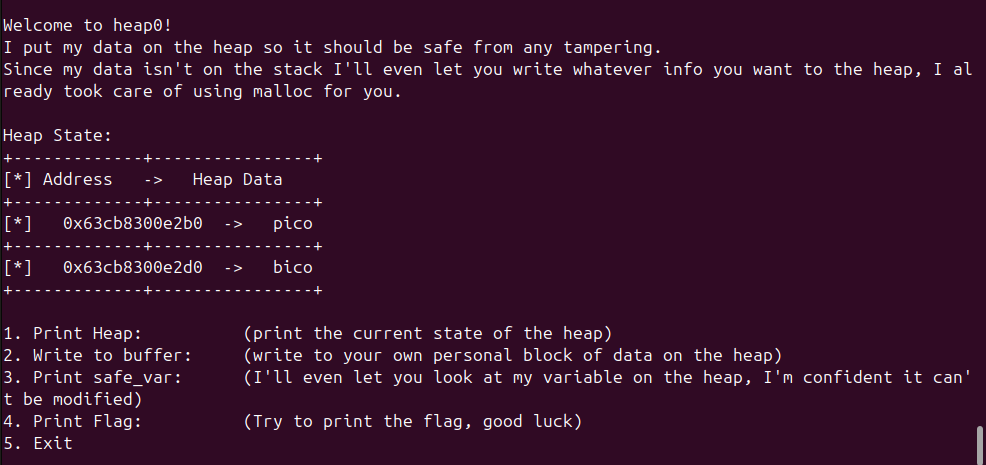 Welcome to heap0!
I put my data on the heap so it should be safe from any tampering.
Since my data isn't on the stack I'll even let you write whatever info you want to the heap, I al
ready took care of using malloc for you.

Heap State:
+-------------+----------------+
[*] Address   ->   Heap Data
+-------------+----------------+
[*]   0x63cb8300e2b0  ->   pico
+-------------+----------------+
[*]   0x63cb8300e2d0  ->   bico
+-------------+----------------+

1. Print Heap:          (print the current state of the heap)
2. Write to buffer:     (write to your own personal block of data on the heap)
3. Print safe_var:      (I'll even let you look at my variable on the heap, I'm confident it can'
t be modified)
4. Print Flag:          (Try to print the flag, good luck)
5. Exit